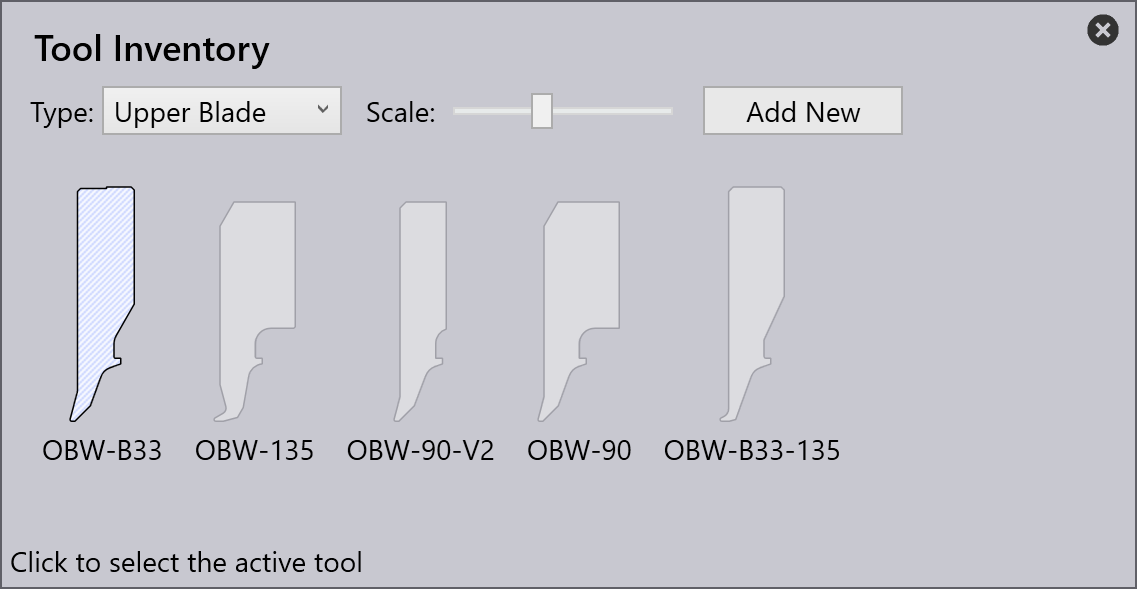 Tool Inventory
Type: Upper Blade Scale: Add New
OBW-B33 OBW-135 OBW-90-V2 OBW-90 OBW-B33-135
Click to select the active tool